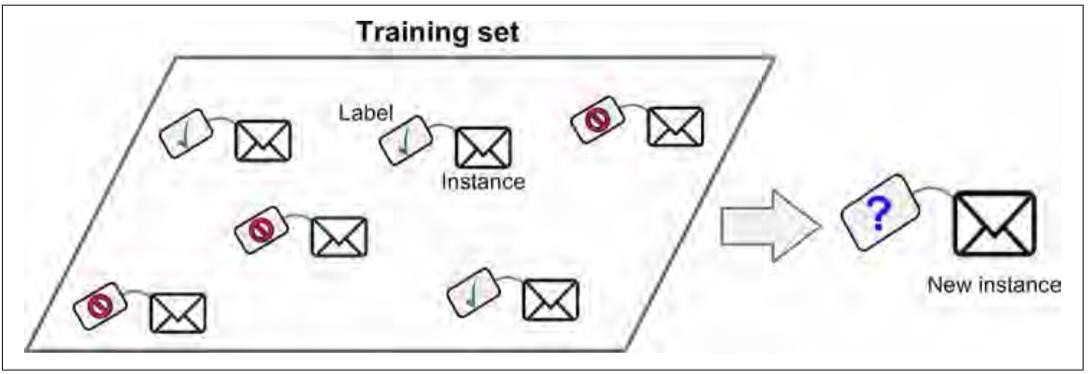 Training set
Label
Instance
?
New instance